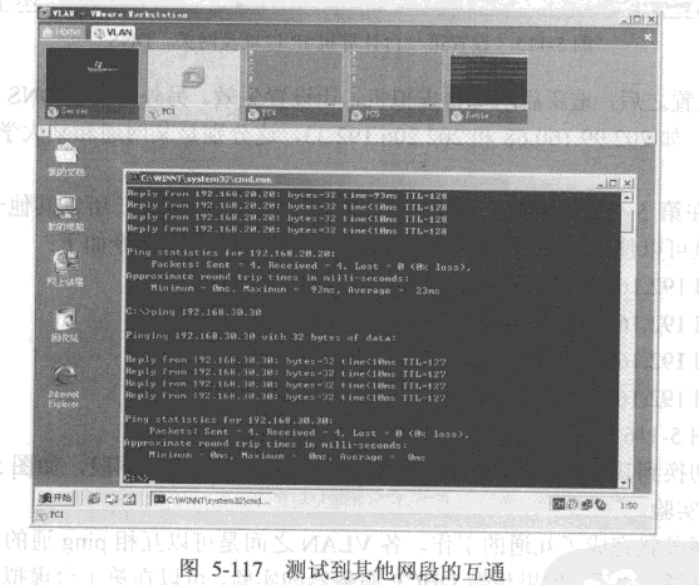 VLAN - VMware Workstation
Home VLAN
Server PC1 PC4 PC5 Route
置之后
在第
点可以
我的文档
我的电脑
网上邻居
回收站
Internet
Explorer
C:\WINNT\system32\cmd.exe
Reply from 192.168.20.20: bytes=32 time=93ms TTL=128
Reply from 192.168.20.20: bytes=32 time<10ms TTL=128
Reply from 192.168.20.20: bytes=32 time<10ms TTL=128
Reply from 192.168.20.20: bytes=32 time<10ms TTL=128
Ping statistics for 192.168.20.20:
Packets: Sent = 4, Received = 4, Lost = 0 (0% loss),
Approximate round trip times in milli-seconds:
Minimum = 0ms, Maximum = 93ms, Average = 23ms
C:\>ping 192.168.30.30
Pinging 192.168.30.30 with 32 bytes of data:
Reply from 192.168.30.30: bytes=32 time<10ms TTL=127
Reply from 192.168.30.30: bytes=32 time<10ms TTL=127
Reply from 192.168.30.30: bytes=32 time<10ms TTL=127
Reply from 192.168.30.30: bytes=32 time<10ms TTL=127
Ping statistics for 192.168.30.30:
Packets: Sent = 4, Received = 4, Lost = 0 (0% loss),
Approximate round trip times in milli-seconds:
Minimum = 0ms, Maximum = 0ms, Average = 0ms
C:\>
开始 C:\WINNT\system32\cmd... CH 1:50
PC1
各 VLAN 之间是可以互相 ping 通的
图 5-117 测试到其他网段的互通